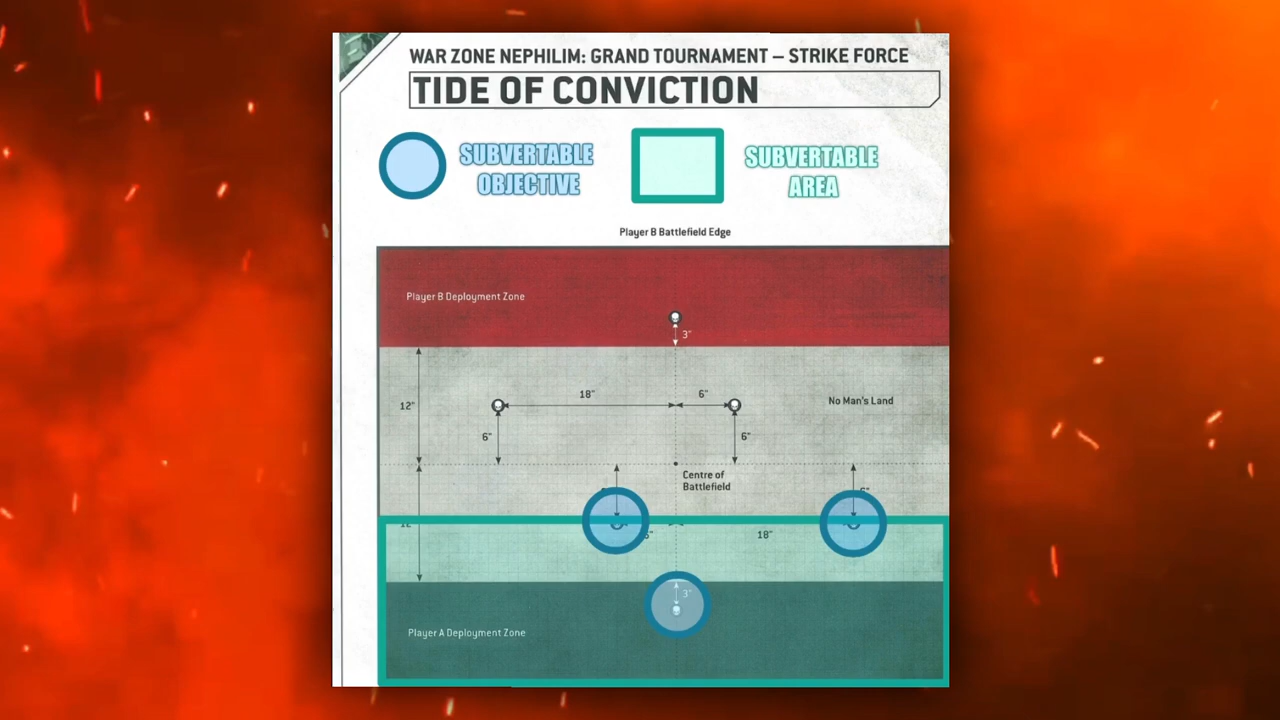 WAR ZONE NEPHILIM: GRAND TOURNAMENT – STRIKE FORCE
TIDE OF CONVICTION
SUBVERTABLE
OBJECTIVE
SUBVERTABLE
AREA
Player B Battlefield Edge
Player B Deployment Zone
3"
18"
6"
12"
No Man's Land
6"
6"
Centre of
Battlefield
18"
3"
Player A Deployment Zone